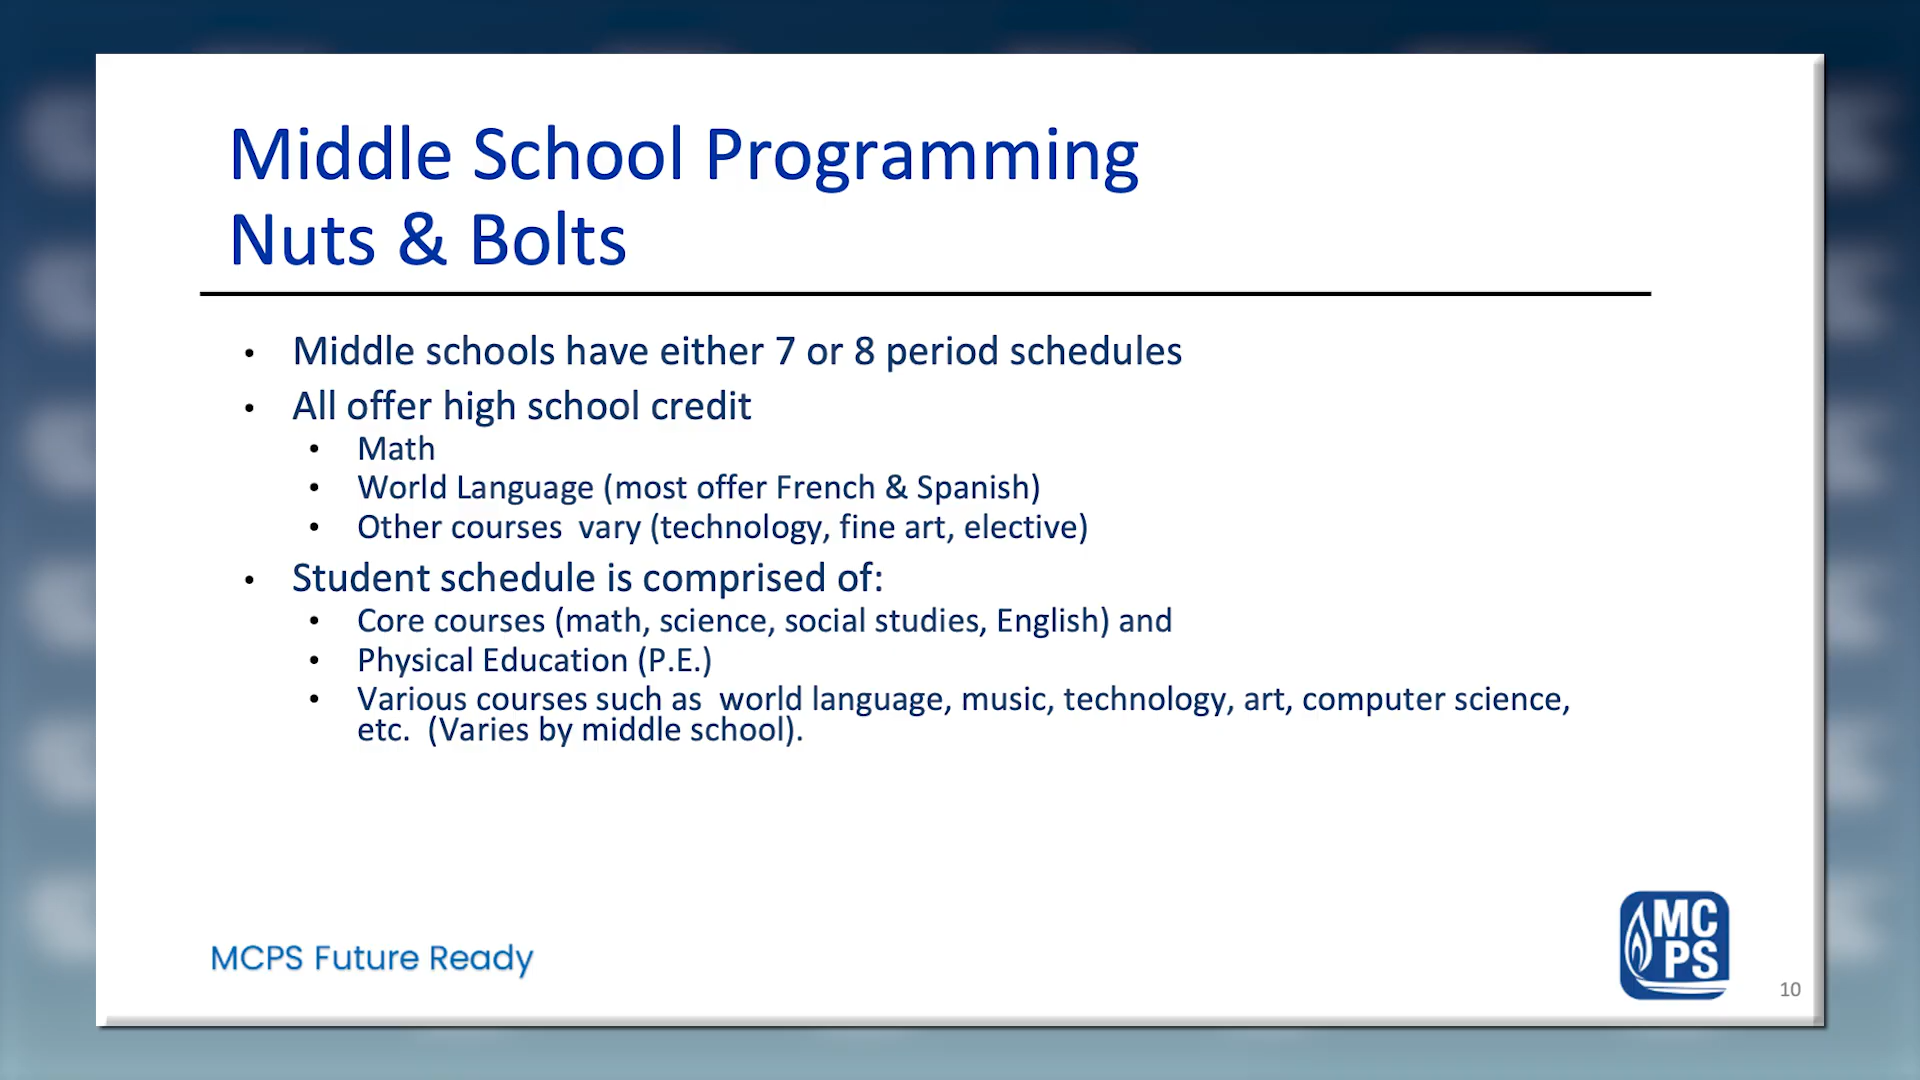 Middle School Programming
Nuts & Bolts
• Middle schools have either 7 or 8 period schedules
• All offer high school credit
• Math
• World Language (most offer French & Spanish)
• Other courses  vary (technology, fine art, elective)
• Student schedule is comprised of:
• Core courses (math, science, social studies, English) and
• Physical Education (P.E.)
• Various courses such as  world language, music, technology, art, computer science,
etc.  (Varies by middle school).
MCPS Future Ready
MC
PS
10